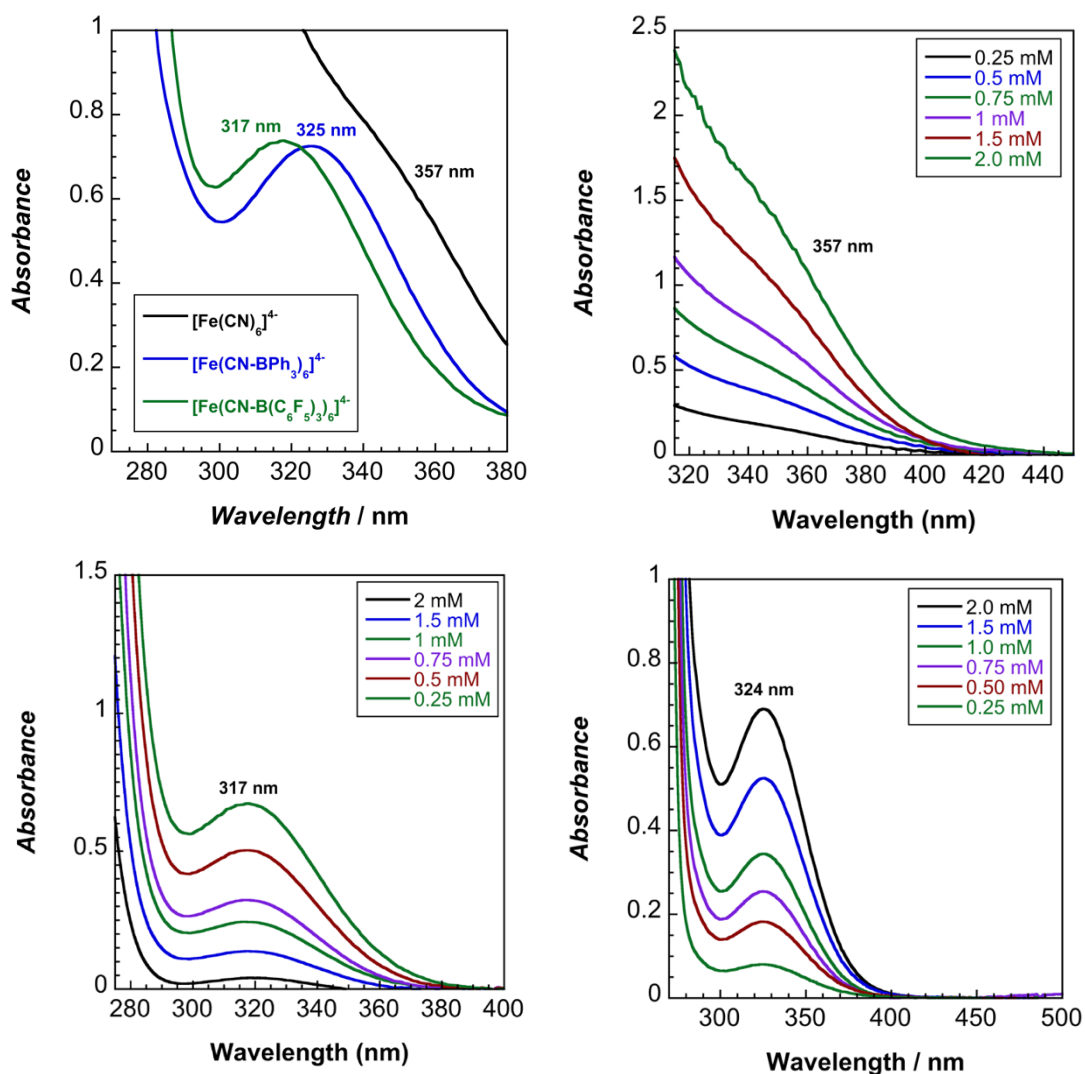 1
0.8
0.6
0.4
0.2
0
Absorbance
317 nm
325 nm
357 nm
[Fe(CN)6]4-
[Fe(CN-BPh3)6]4-
[Fe(CN-B(C6F5)3)6]4-
280 300 320 340 360 380
Wavelength / nm
2.5
2
1.5
1
0.5
0
Absorbance
0.25 mM
0.5 mM
0.75 mM
1 mM
1.5 mM
2.0 mM
357 nm
320 340 360 380 400 420 440
Wavelength (nm)
1.5
1
0.5
0
Absorbance
2 mM
1.5 mM
1 mM
0.75 mM
0.5 mM
0.25 mM
317 nm
275 300 320 340 360 380 400
Wavelength (nm)
1
0.8
0.6
0.4
0.2
0
Absorbance
2.0 mM
1.5 mM
1.0 mM
0.75 mM
0.50 mM
0.25 mM
324 nm
300 350 400 450 500
Wavelength / nm